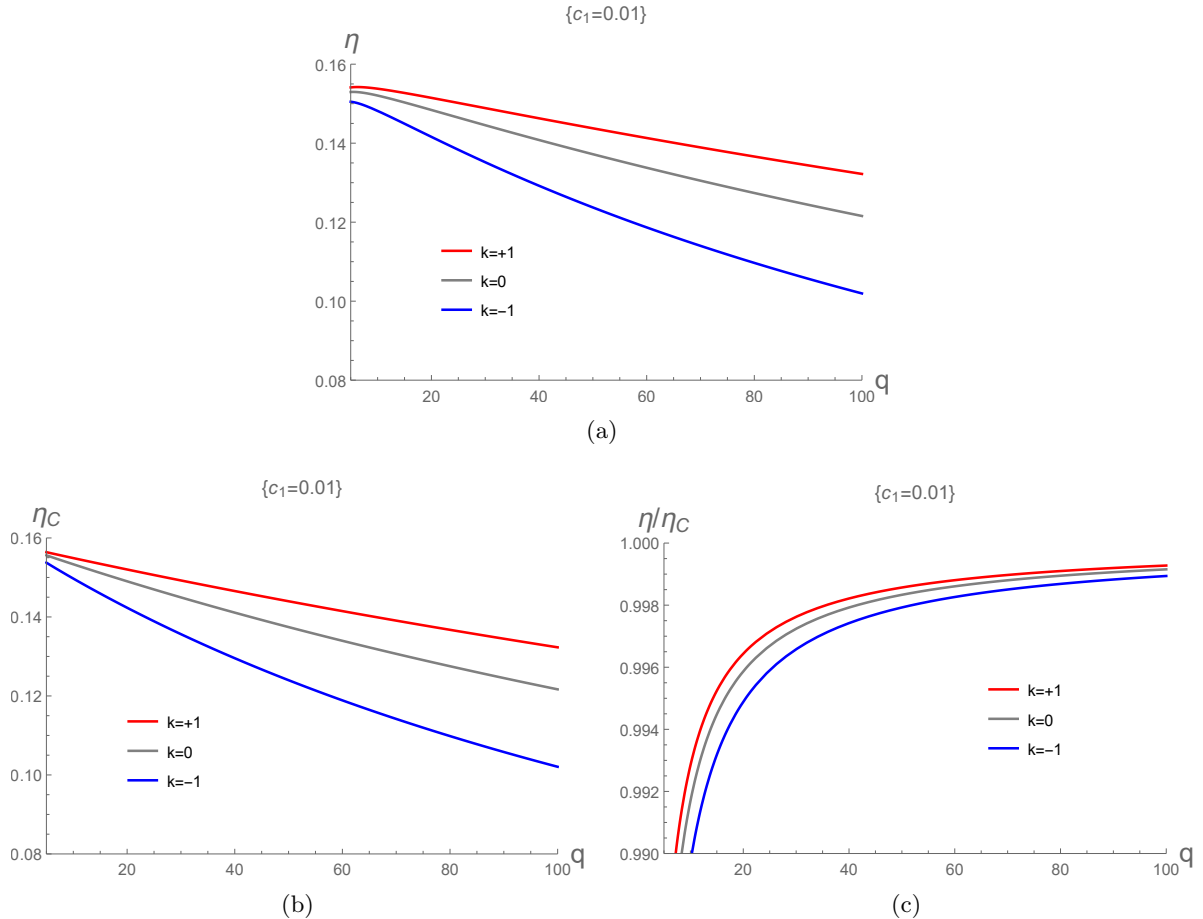 {c₁=0.01}
η
0.16
0.14
0.12
0.10
0.08
k=+1
k=0
k=−1
20 40 60 80 100 q
(a)
{c₁=0.01}
η_C
0.16
0.14
0.12
0.10
0.08
k=+1
k=0
k=−1
20 40 60 80 100 q
(b)
{c₁=0.01}
η/η_C
1.000
0.998
0.996
0.994
0.992
0.990
k=+1
k=0
k=−1
20 40 60 80 100 q
(c)